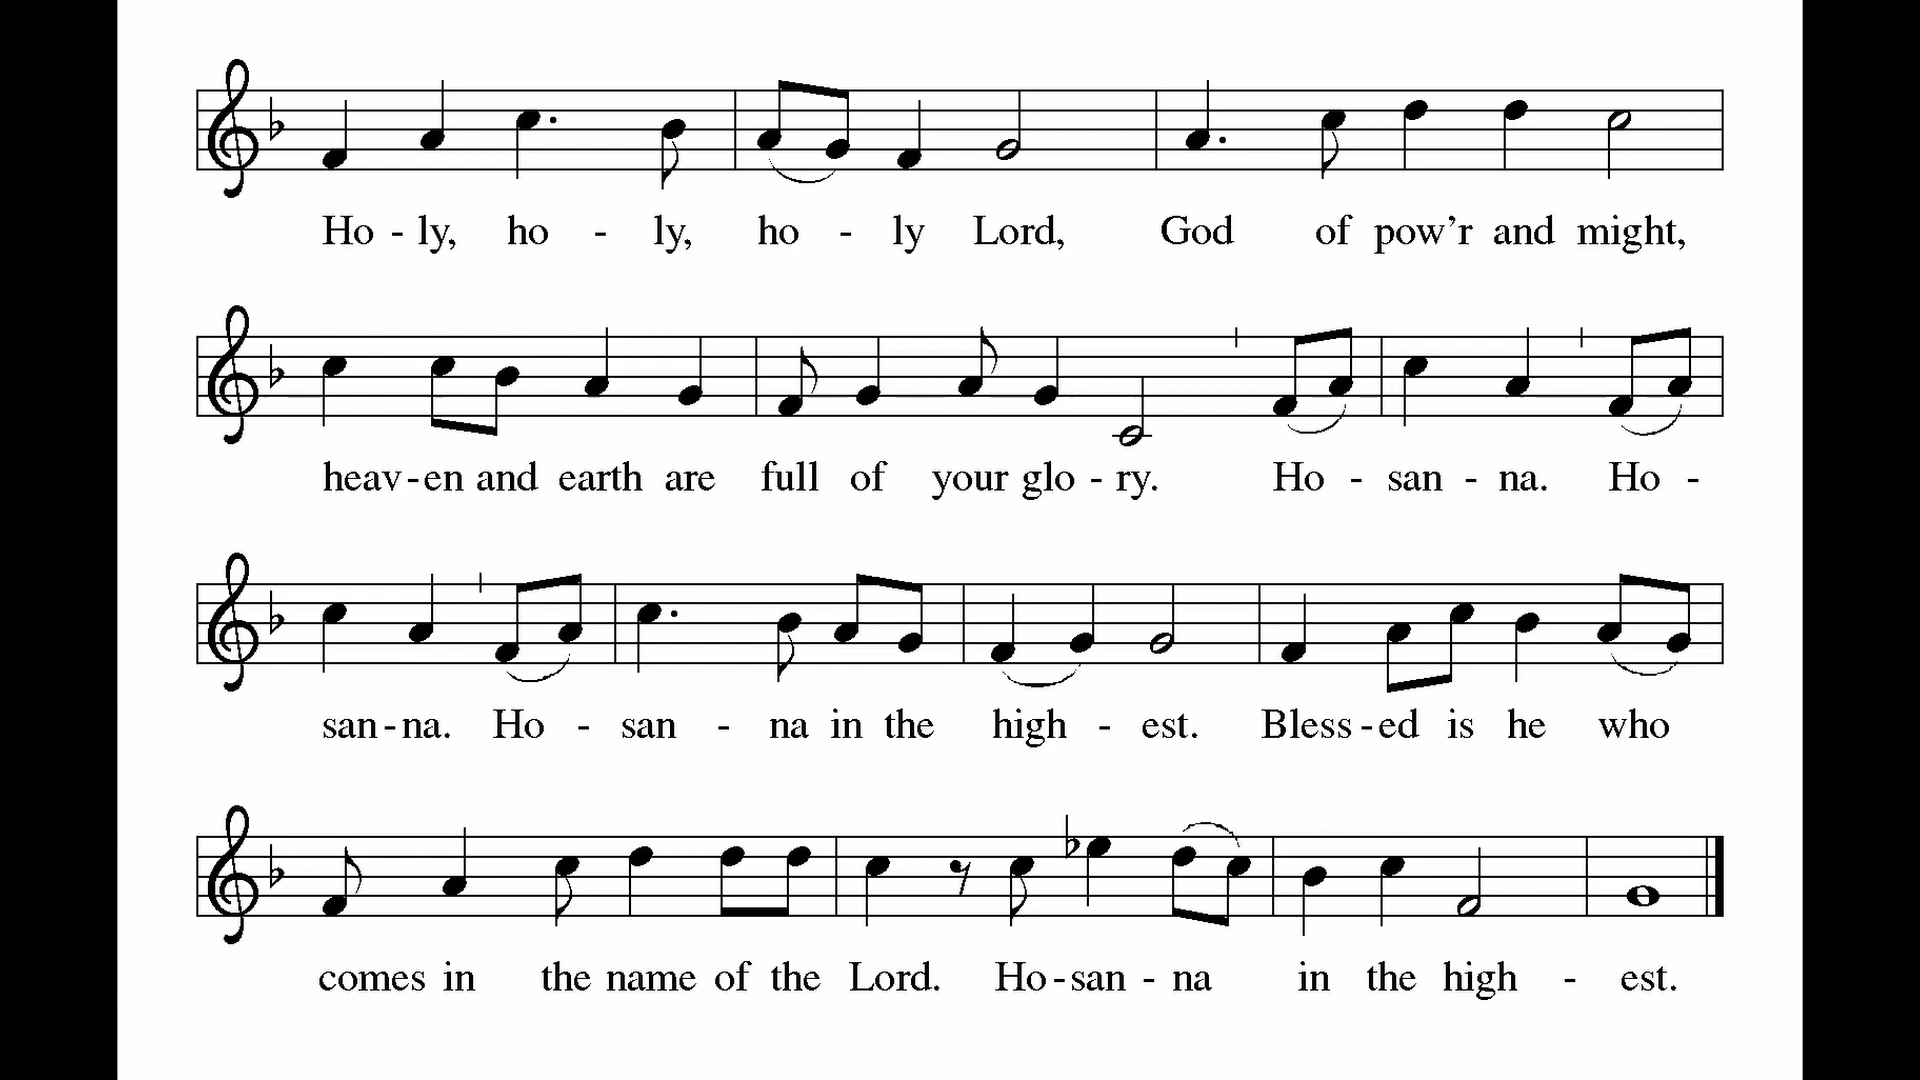 Ho - ly, ho - ly, ho - ly Lord, God of pow’r and might,
heav - en and earth are full of your glo - ry. Ho - san - na. Ho -
san - na. Ho - san - na in the high - est. Bless - ed is he who
comes in the name of the Lord. Ho - san - na in the high - est.